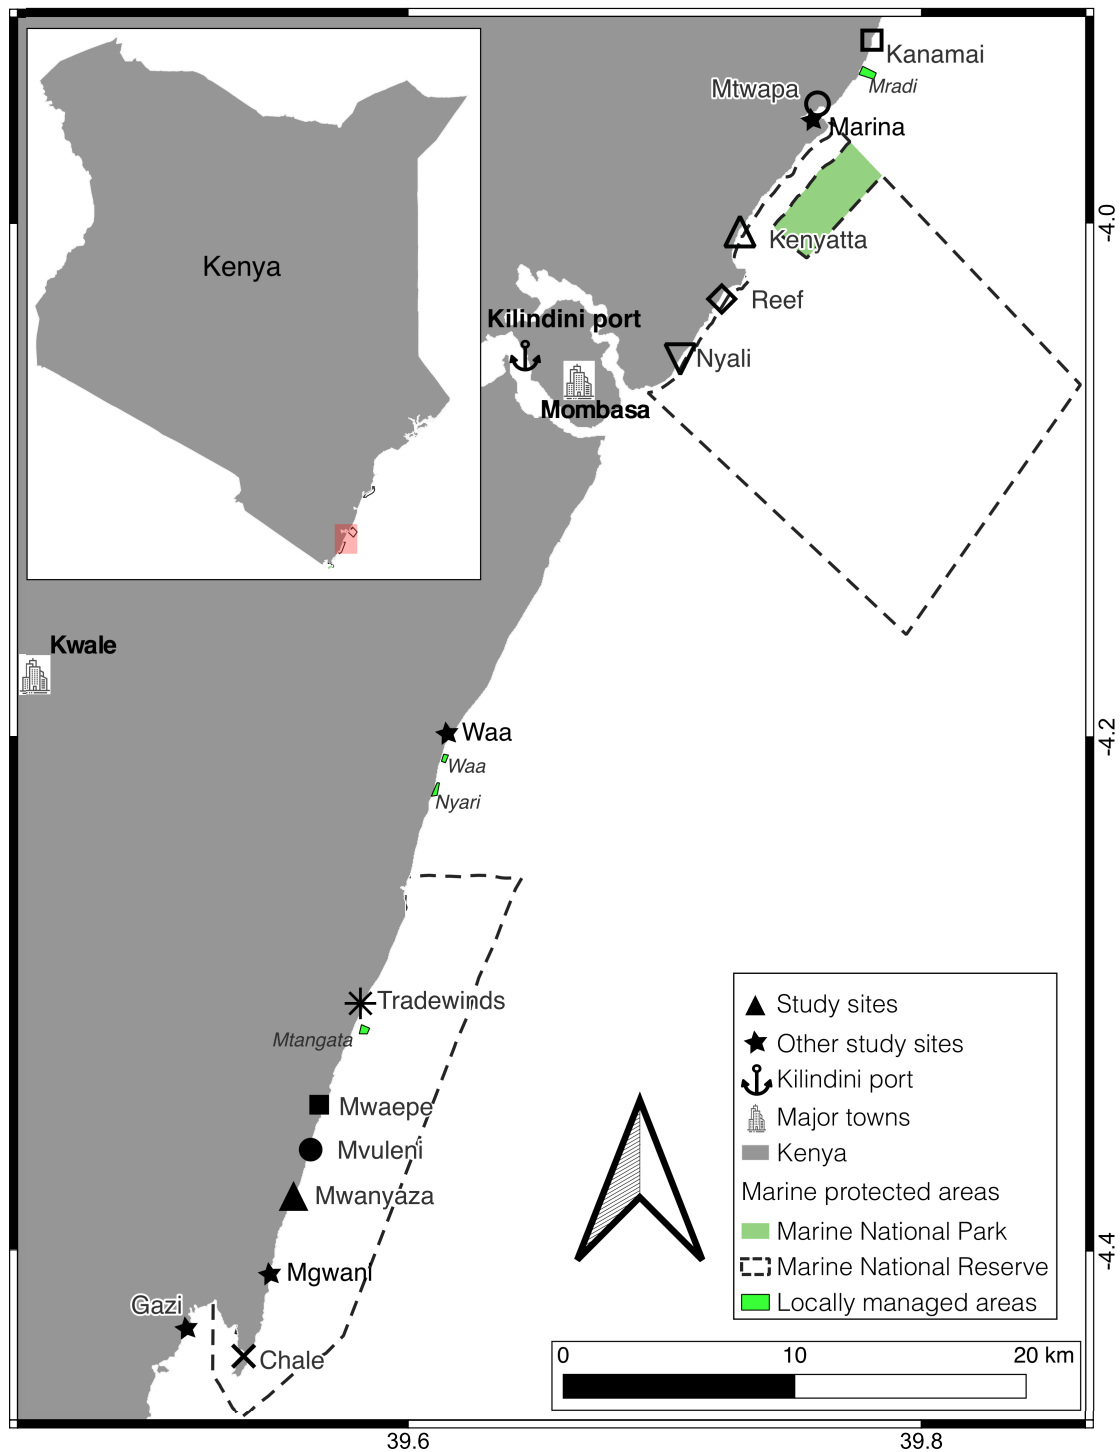 Kanamai
Mradi
Mtwapa
Marina
-4.0
Kenyatta
Kenya
Reef
Kilindini port
Nyali
Mombasa
Kwale
-4.2
Waa
Waa
Nyari
Tradewinds
Mtangata
Mwaepe
Mvuleni
Mwanyaza
Mgwani
Gazi
Chale
Study sites
Other study sites
Kilindini port
Major towns
Kenya
Marine protected areas
Marine National Park
Marine National Reserve
Locally managed areas
-4.4
0 10 20 km
39.6 39.8